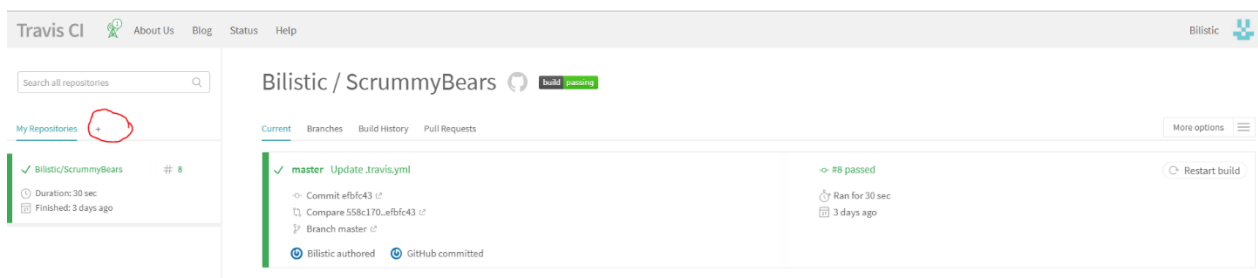 Travis CI 1 About Us Blog Status Help Bilistic
Search all repositories
My Repositories +
Bilistic/ScrummyBears # 8
Duration: 30 sec
Finished: 3 days ago
Bilistic / ScrummyBears build passing
Current Branches Build History Pull Requests More options
master Update .travis.yml
Commit efbfc43
Compare 558c170..efbfc43
Branch master
Bilistic authored GitHub committed
#8 passed
Ran for 30 sec
3 days ago
Restart build